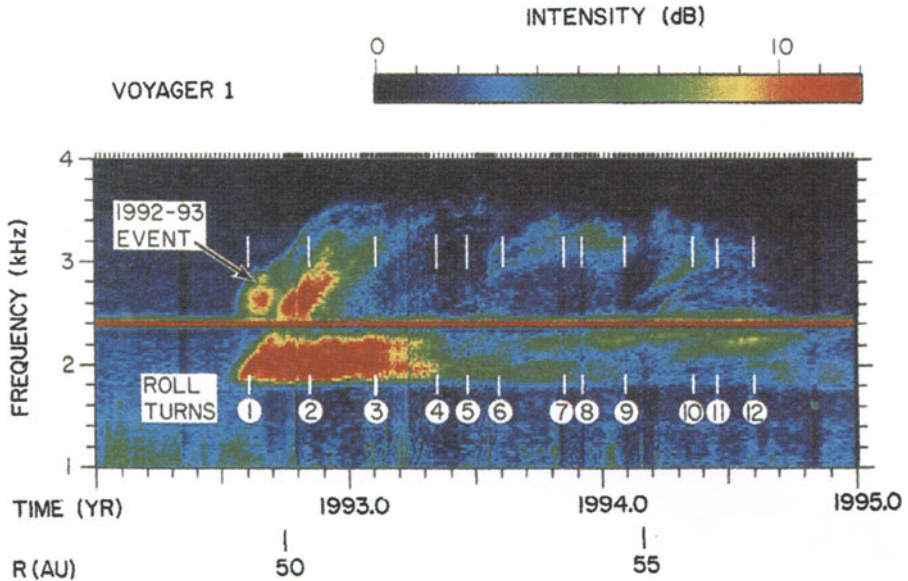 INTENSITY (dB)
0 10
VOYAGER 1
4
1992-93
EVENT
3
FREQUENCY (kHz)
2
ROLL
TURNS
1 2 3 4 5 6 7 8 9 10 11 12
1
TIME (YR) 1993.0 1994.0 1995.0
R (AU) 50 55